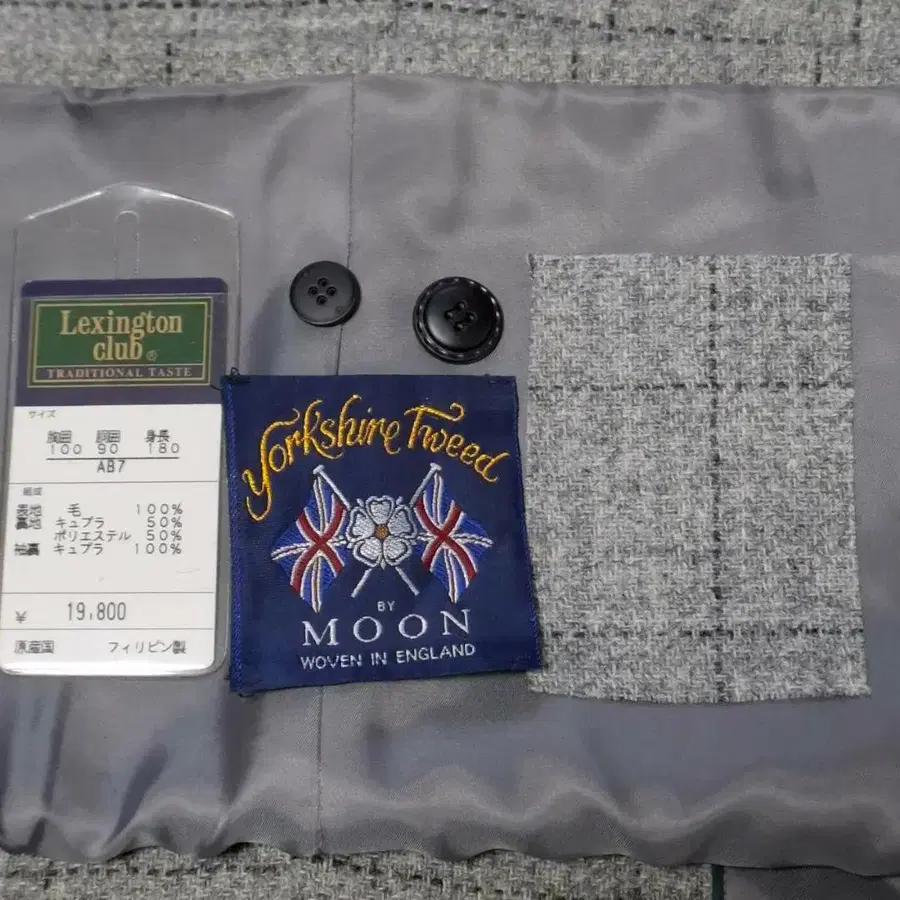 Lexington
club®
TRADITIONAL TASTE
サイズ
胸囲 胴囲 身長
100 90 180
AB7
組成
表地 毛 100%
裏地 キュプラ 50%
ポリエステル 50%
袖裏 キュプラ 100%
¥ 19,800
原産国 フィリピン製
Yorkshire Tweed
BY
MOON
WOVEN IN ENGLAND